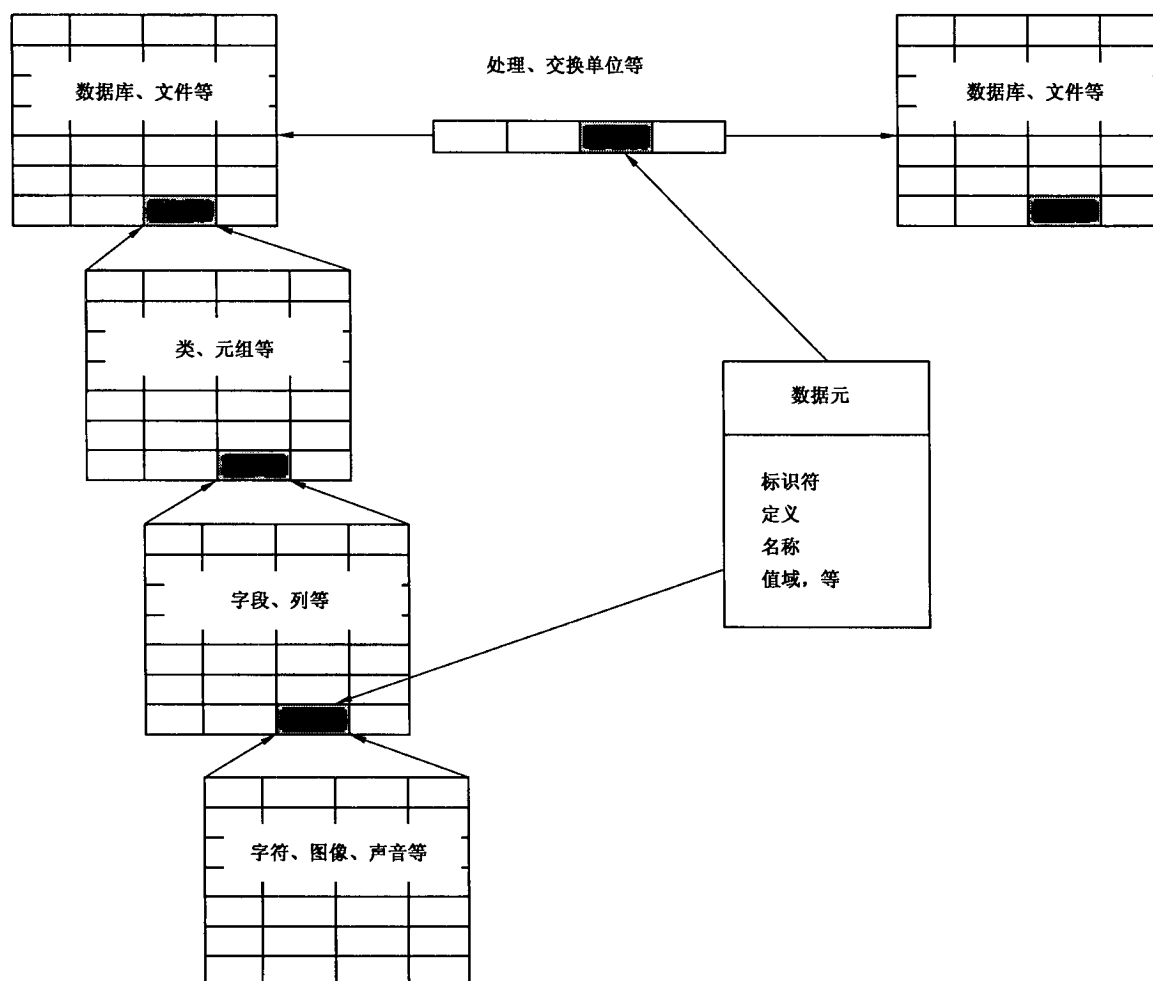 处理、交换单位等
数据库、文件等
数据库、文件等
类、元组等
数据元
标识符
定义
名称
值域，等
字段、列等
字符、图像、声音等